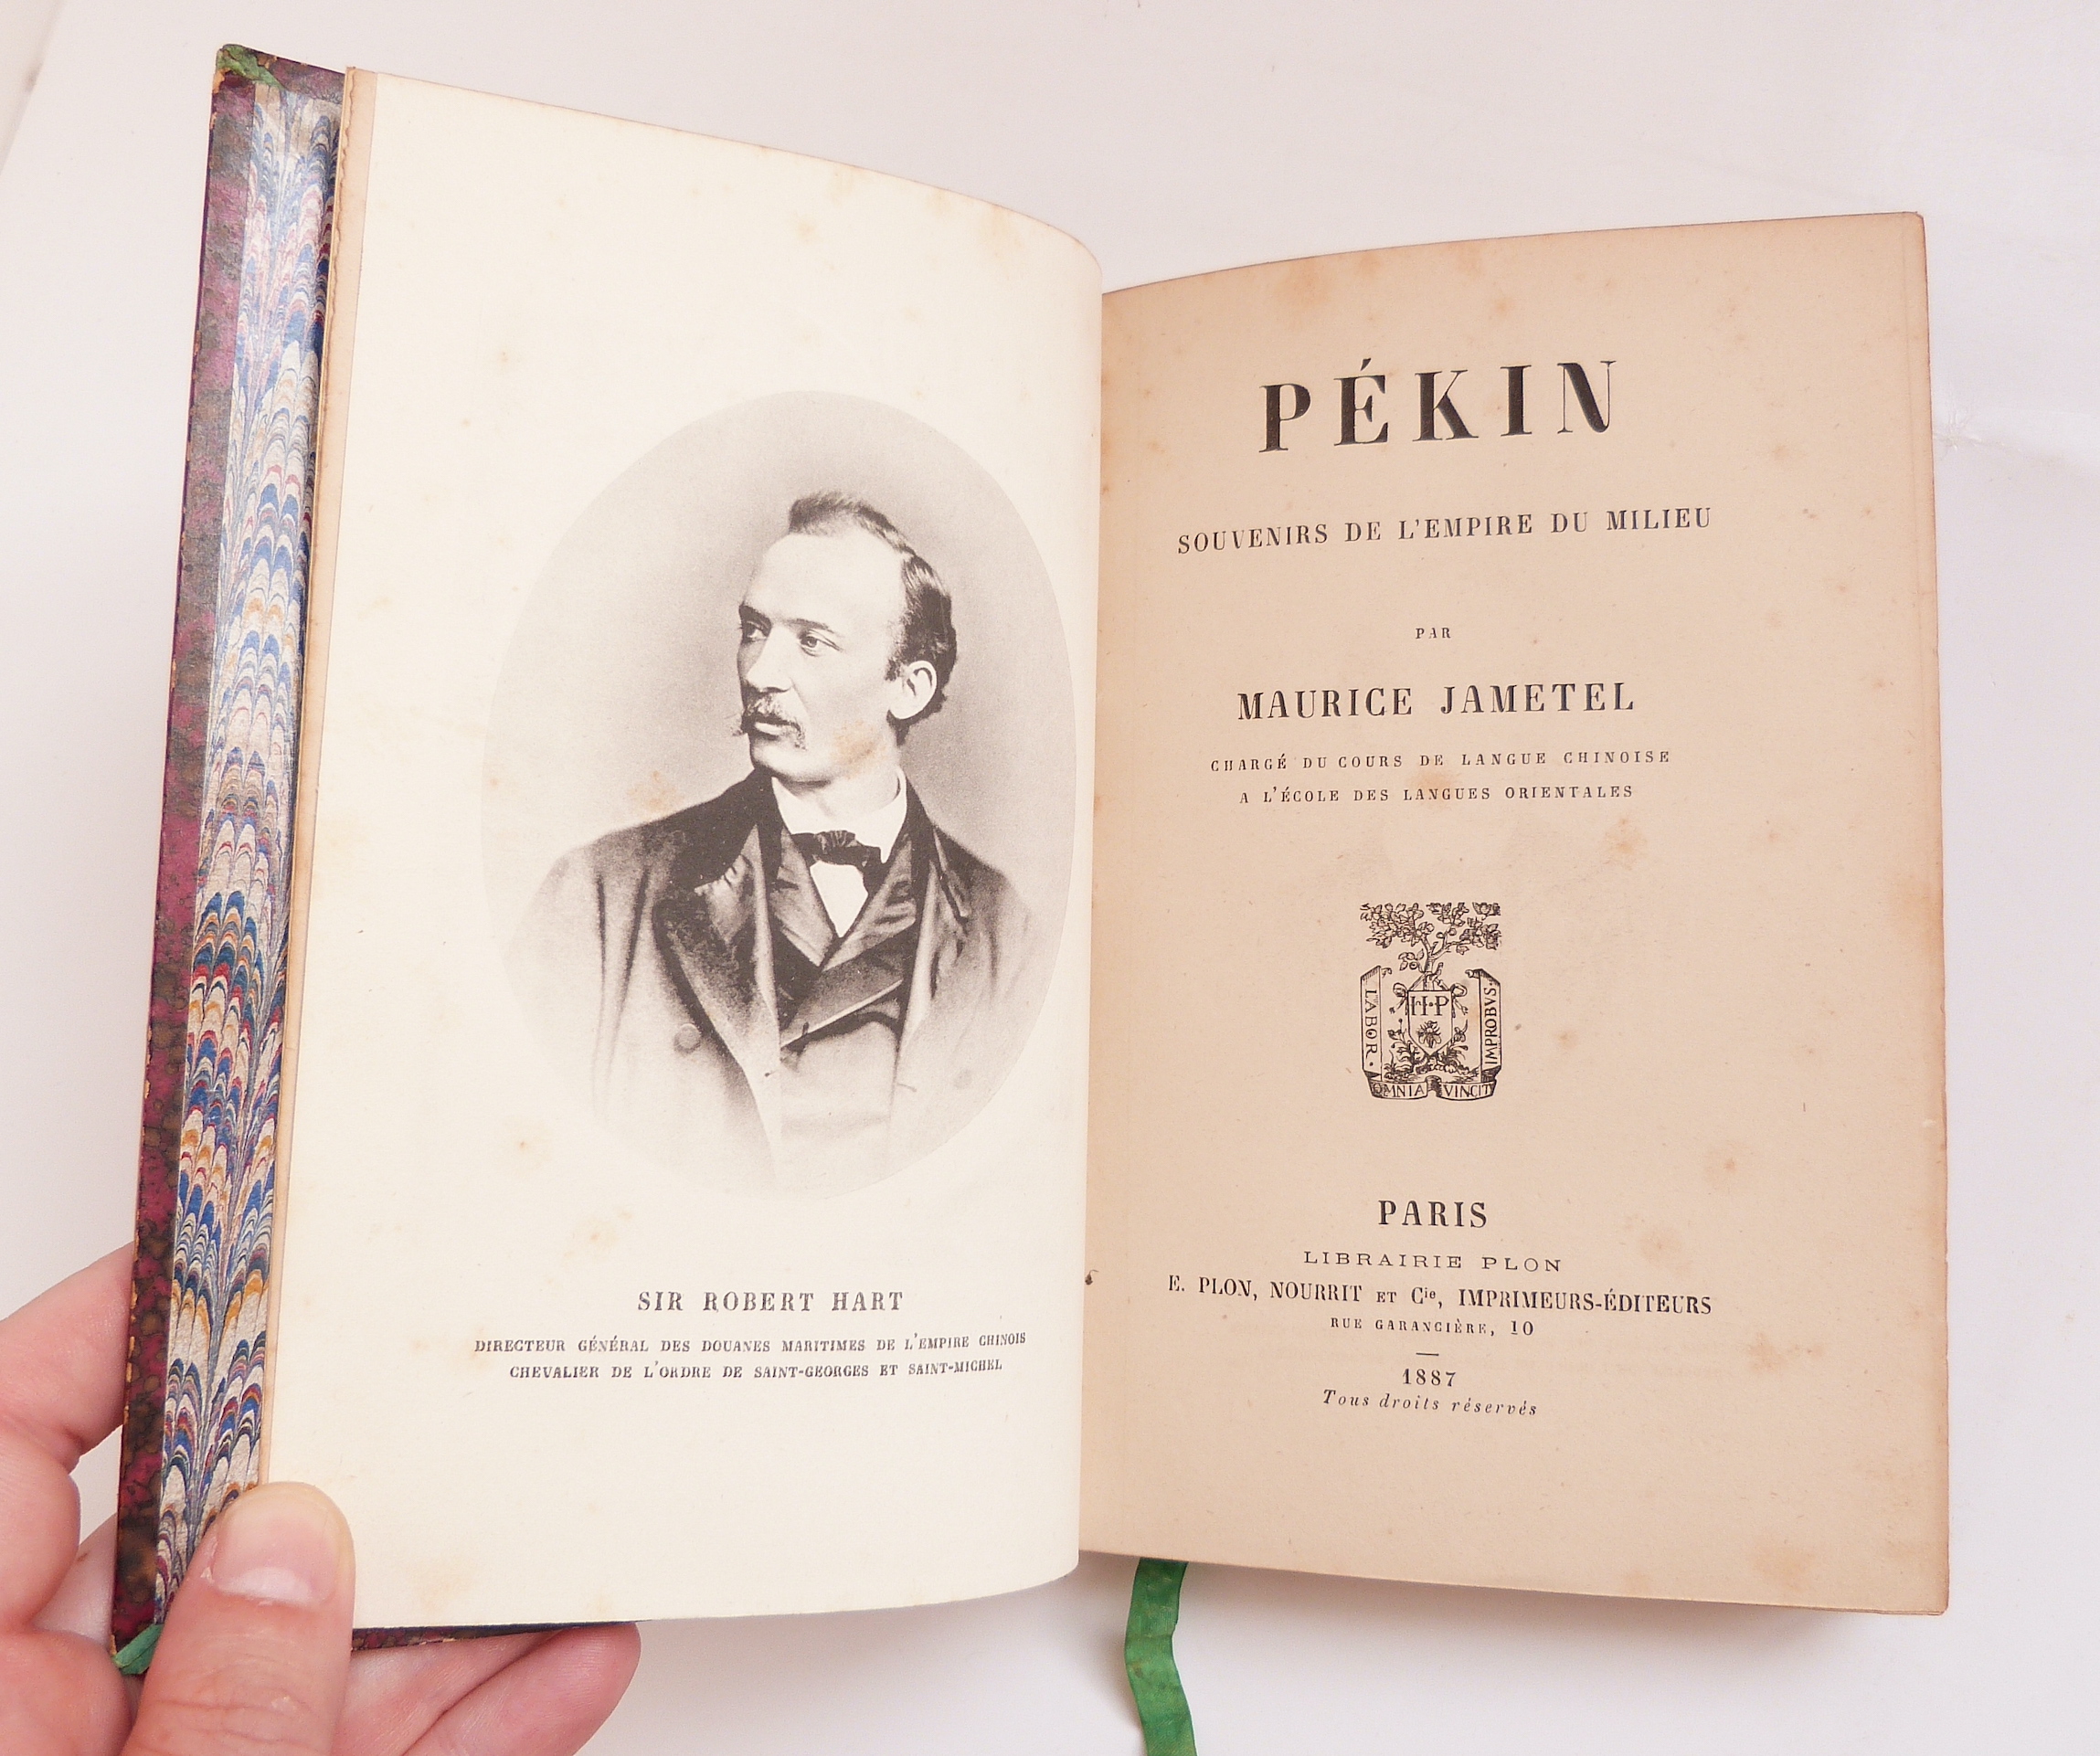 SIR ROBERT HART
DIRECTEUR GÉNÉRAL DES DOUANES MARITIMES DE L'EMPIRE CHINOIS
CHEVALIER DE L'ORDRE DE SAINT-GEORGES ET SAINT-MICHEL
PÉKIN
SOUVENIRS DE L'EMPIRE DU MILIEU
PAR
MAURICE JAMETEL
CHARGÉ DU COURS DE LANGUE CHINOISE
A L'ÉCOLE DES LANGUES ORIENTALES
LABOR·
H·P
IMPROBVS·
OMNIA VINCIT
PARIS
LIBRAIRIE PLON
E. PLON, NOURRIT ET Cie, IMPRIMEURS-ÉDITEURS
RUE GARANCIÈRE, 10
1887
Tous droits réservés